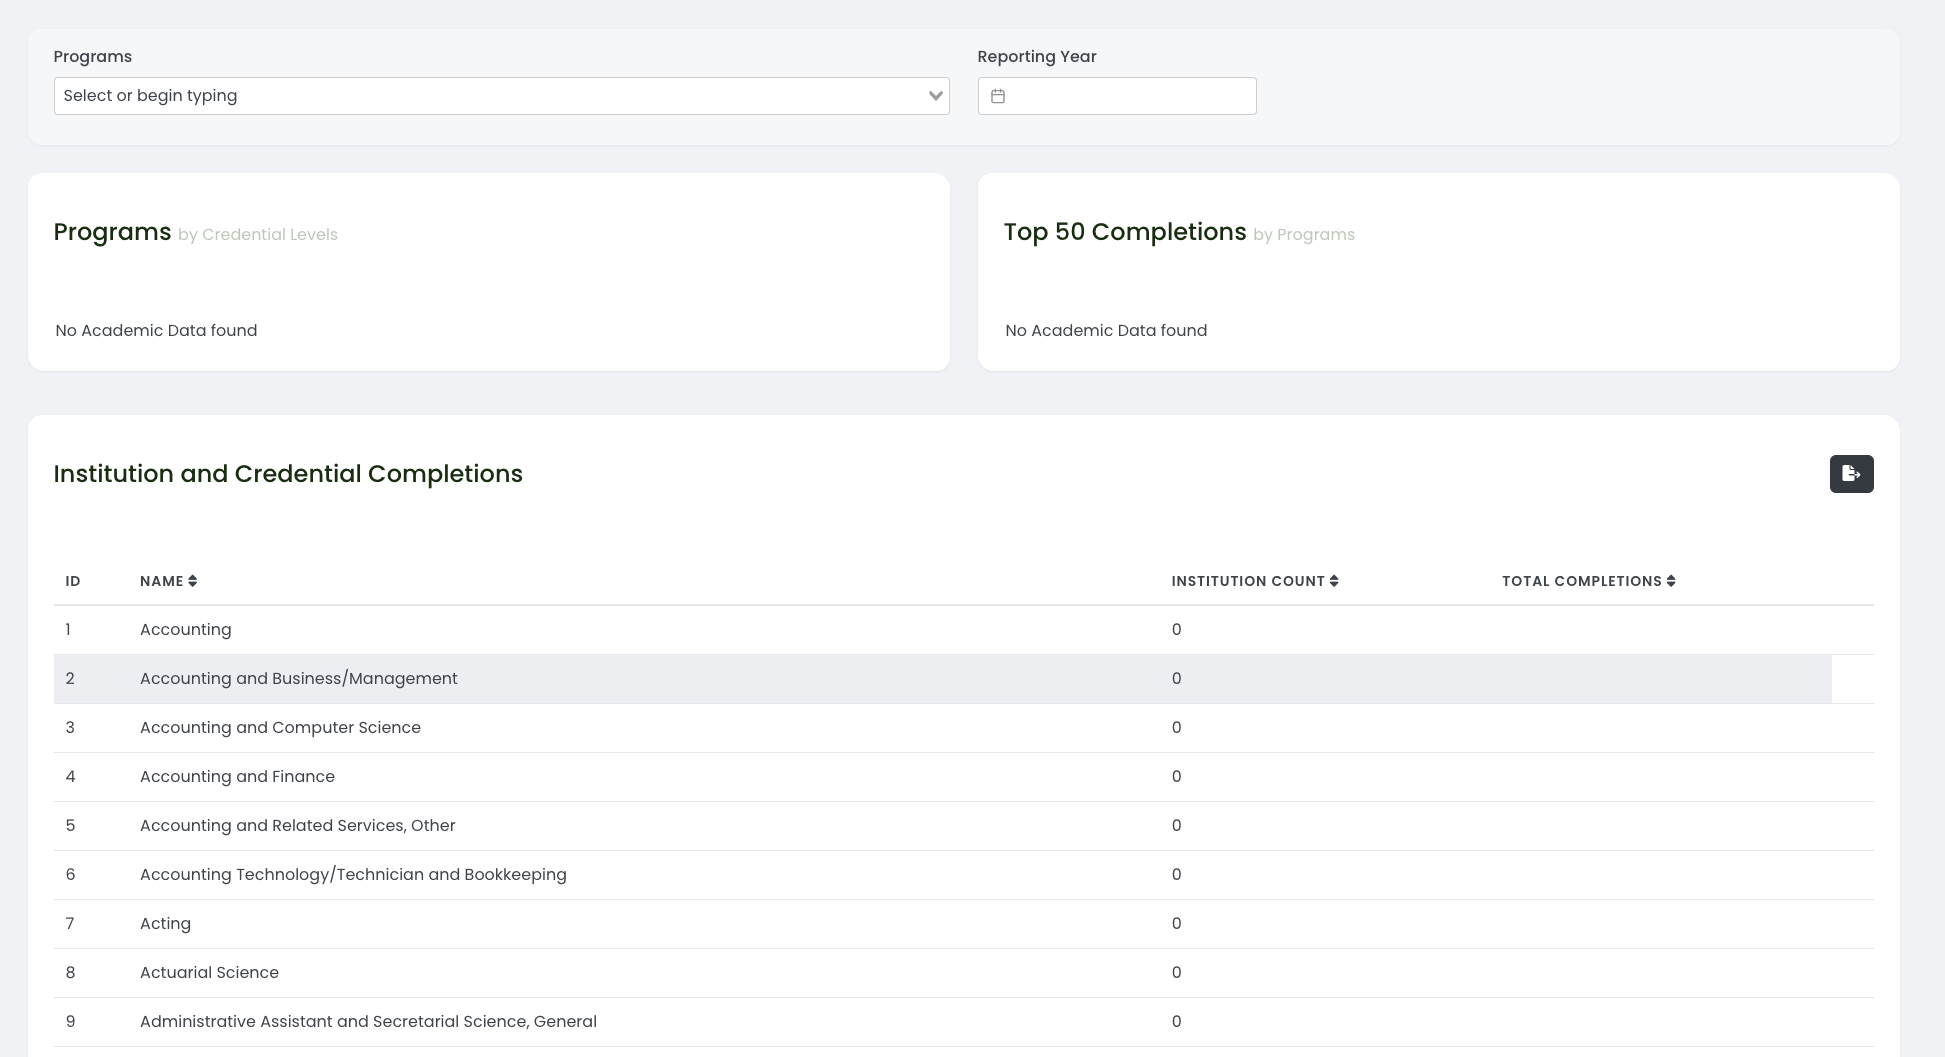 Programs
Reporting Year
Select or begin typing
Programs by Credential Levels
Top 50 Completions by Programs
No Academic Data found
No Academic Data found
Institution and Credential Completions
ID NAME INSTITUTION COUNT TOTAL COMPLETIONS
1 Accounting 0
2 Accounting and Business/Management 0
3 Accounting and Computer Science 0
4 Accounting and Finance 0
5 Accounting and Related Services, Other 0
6 Accounting Technology/Technician and Bookkeeping 0
7 Acting 0
8 Actuarial Science 0
9 Administrative Assistant and Secretarial Science, General 0